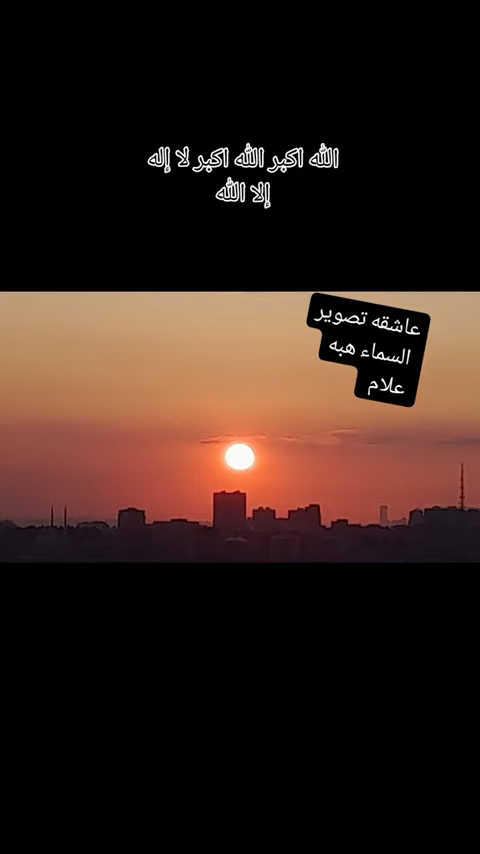 الله اكبر الله اكبر لا إله
إلا الله
عاشقه تصوير
السماء هبه
علام